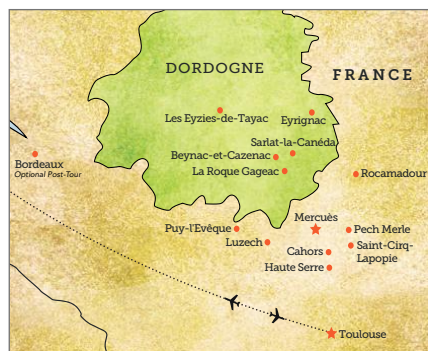 DORDOGNE
FRANCE
Les Eyzies-de-Tayac
Eyrignac
Sarlat-la-Canéda
Beynac-et-Cazenac
La Roque Gageac
Bordeaux
Optional Post-Tour
Rocamadour
Mercuès
Puy-l'Evêque
Pech Merle
Luzech
Saint-Cirq-
Lapopie
Cahors
Haute Serre
Toulouse